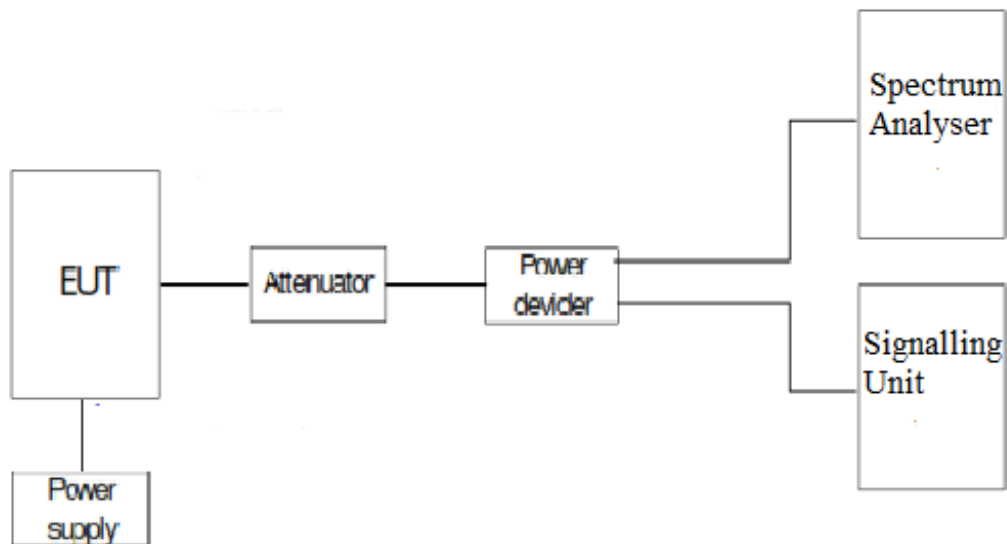 Spectrum
Analyser
EUT
Attenuator
Power
devider
Signalling
Unit
Power
supply